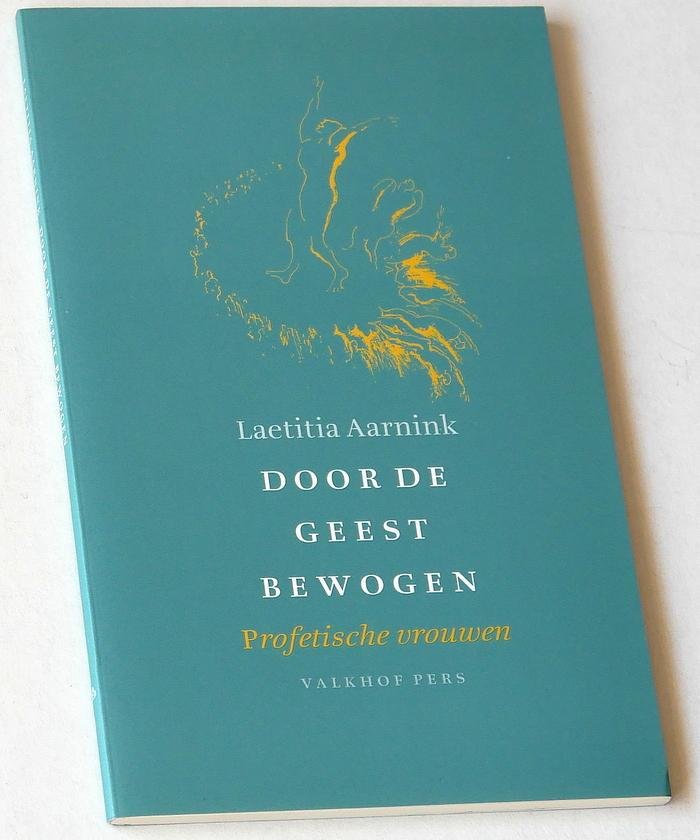 Laetitia Aarnink
DOOR DE
GEEST
BEWOGEN
Profetische vrouwen
VALKHOF PERS